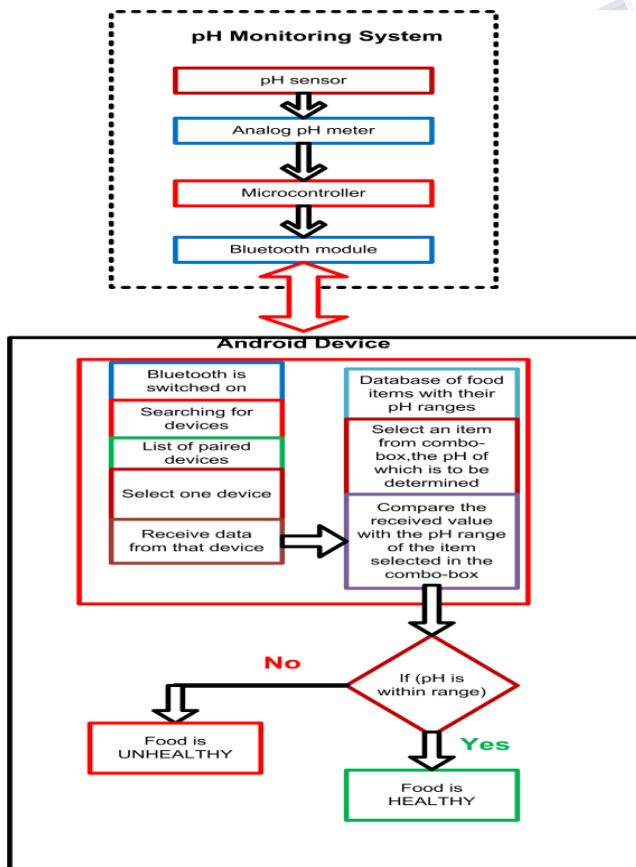 pH Monitoring System
pH sensor
Analog pH meter
Microcontroller
Bluetooth module
Android Device
Bluetooth is
switched on
Searching for
devices
List of paired
devices
Select one device
Receive data
from that device
Database of food
items with their
pH ranges
Select an item
from combo-
box,the pH of
which is to be
determined
Compare the
received value
with the pH range
of the item
selected in the
combo-box
If (pH is
within range)
No
Food is
UNHEALTHY
Yes
Food is
HEALTHY